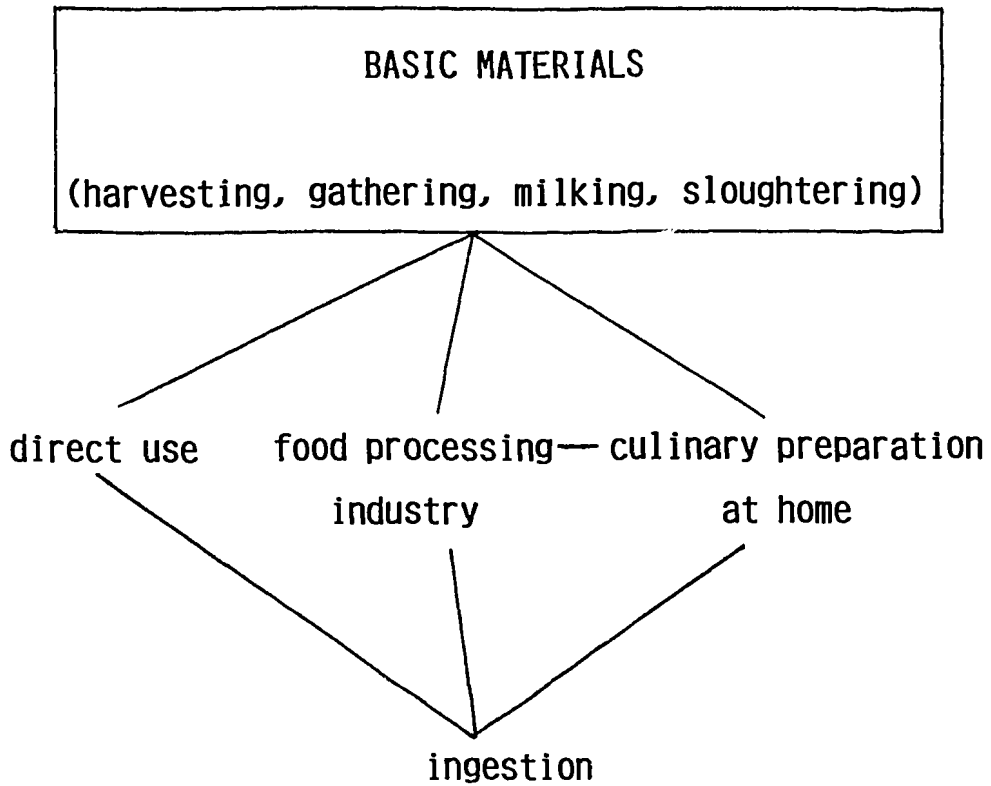 BASIC MATERIALS
(harvesting, gathering, milking, sloughtering)
direct use food processing — culinary preparation
industry at home
ingestion